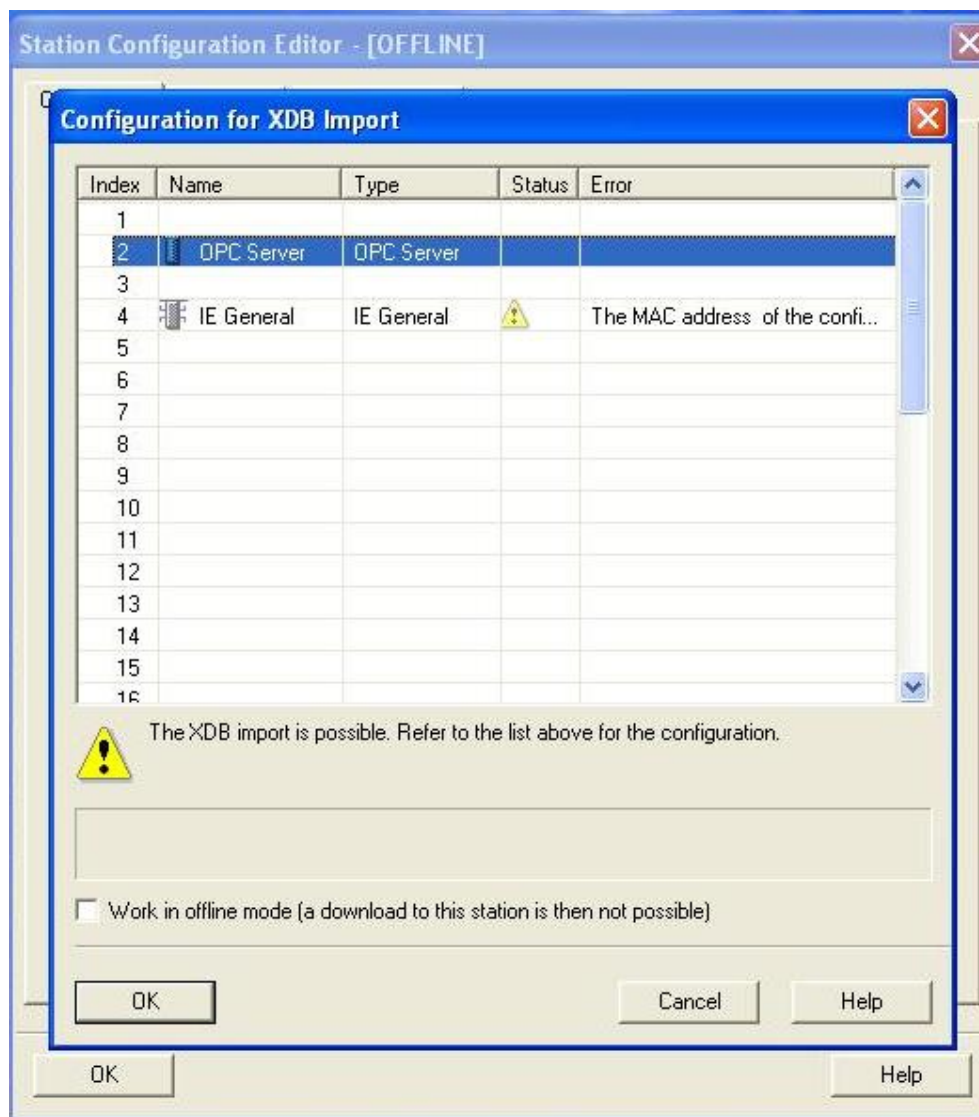 Station Configuration Editor - [OFFLINE]
Configuration for XDB Import
Index Name Type Status Error
1
2 OPC Server OPC Server
3
4 IE General IE General The MAC address of the confi...
5
6
7
8
9
10
11
12
13
14
15
16
The XDB import is possible. Refer to the list above for the configuration.
Work in offline mode (a download to this station is then not possible)
OK Cancel Help
OK Help